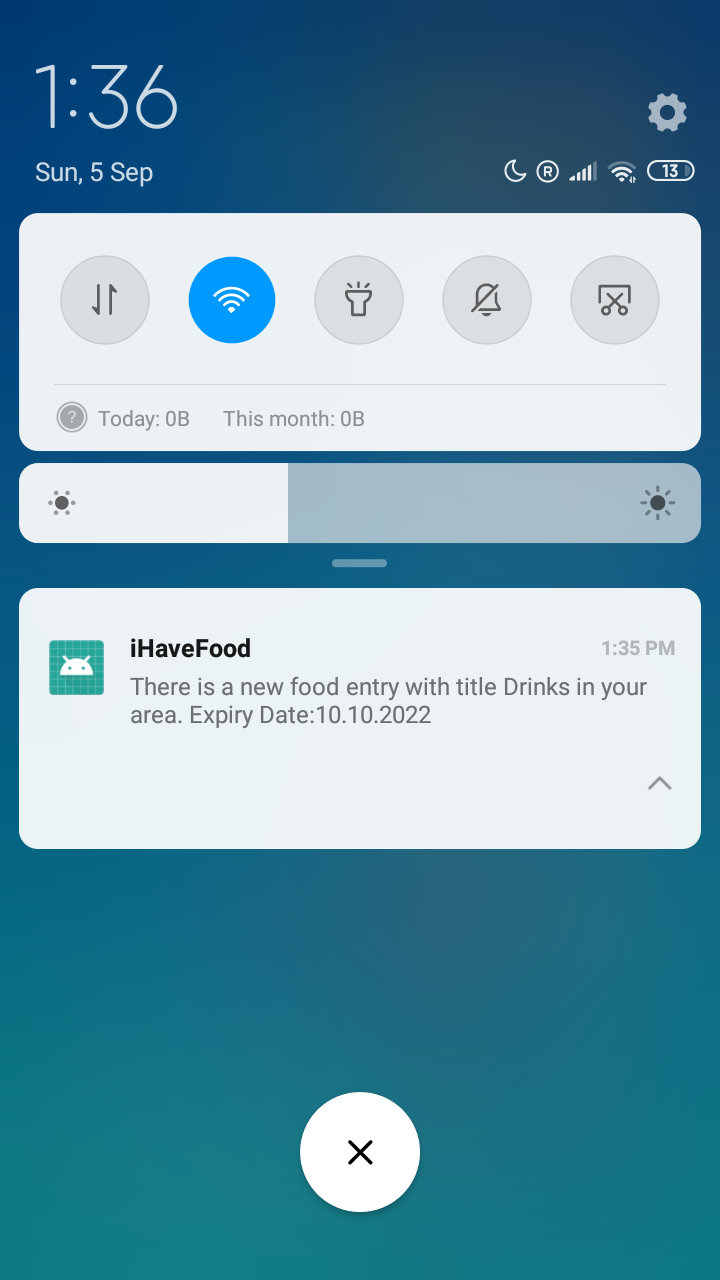 1:36
Sun, 5 Sep
R
13
? Today: 0B This month: 0B
iHaveFood 1:35 PM
There is a new food entry with title Drinks in your
area. Expiry Date:10.10.2022